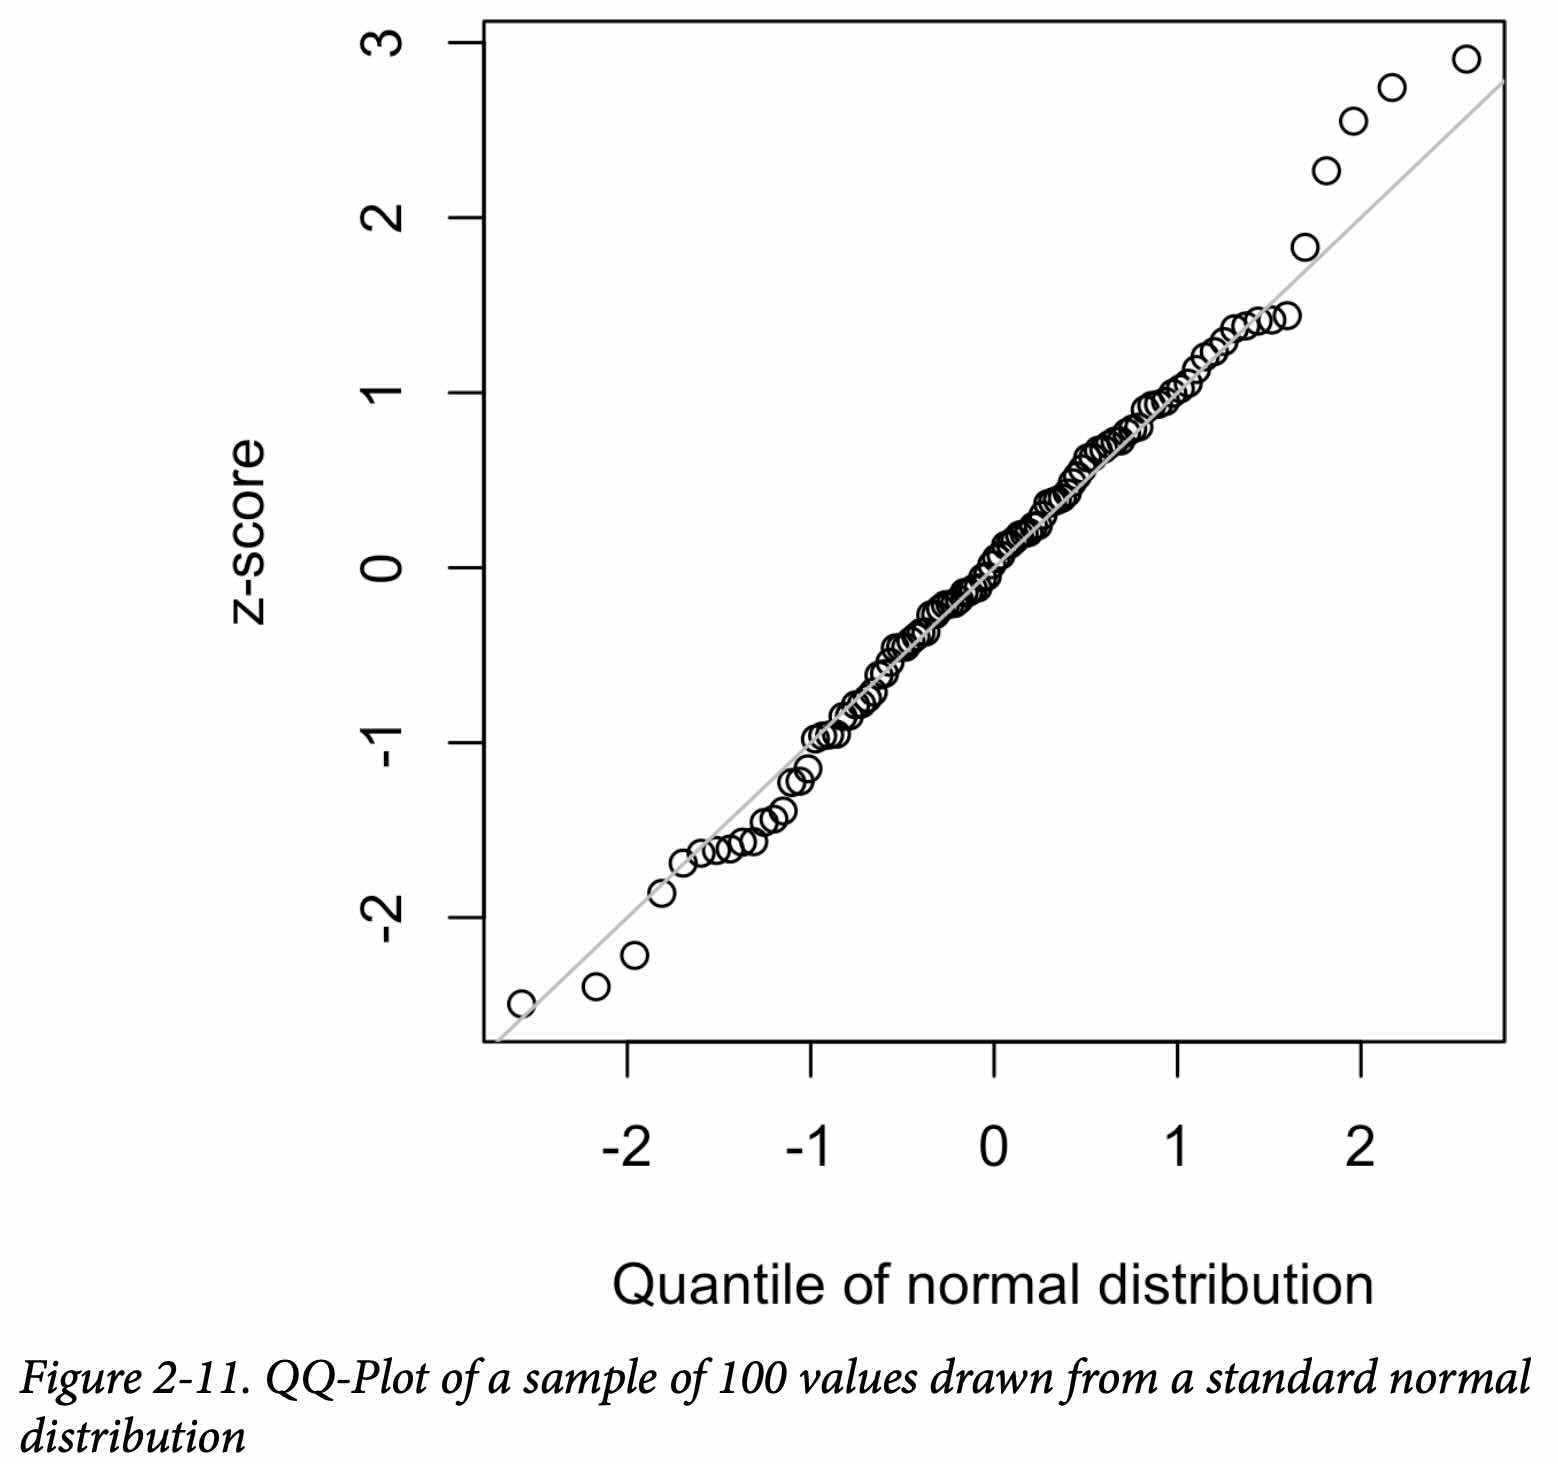 3
2
1
0
-1
-2
z-score
-2 -1 0 1 2
Quantile of normal distribution
Figure 2-11. QQ-Plot of a sample of 100 values drawn from a standard normal
distribution